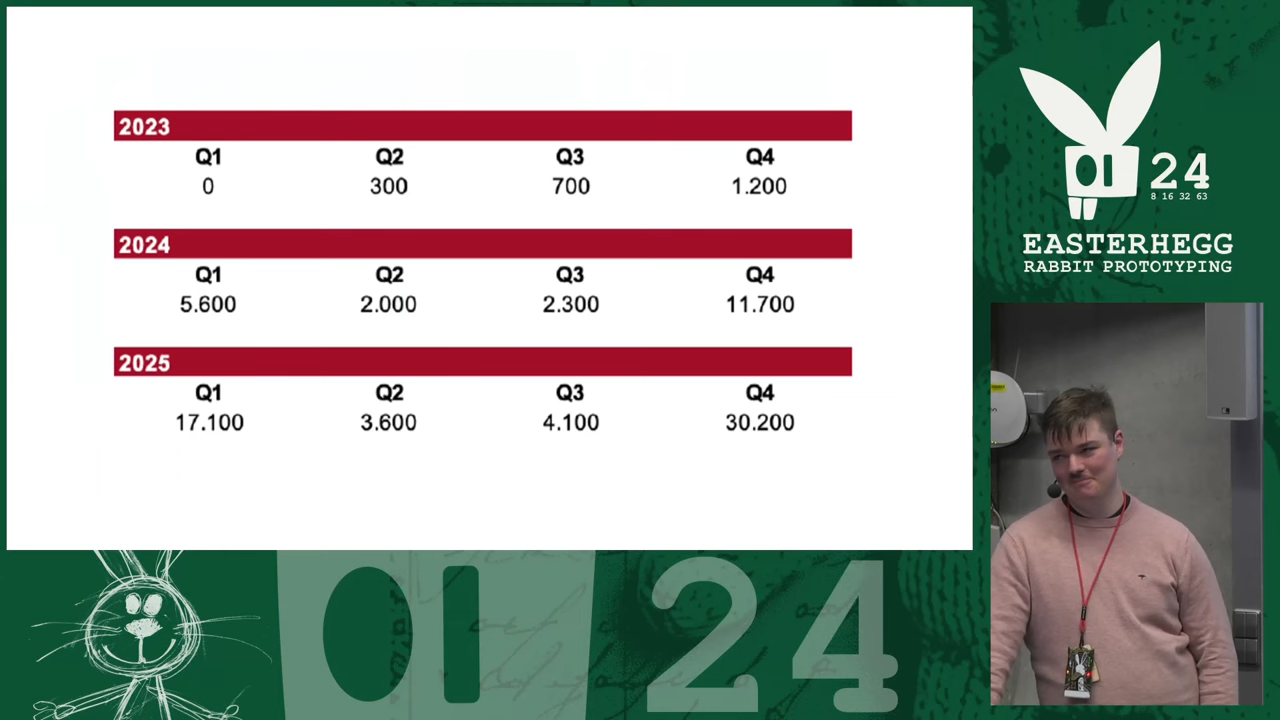 2023
Q1 Q2 Q3 Q4
0 300 700 1.200
2024
Q1 Q2 Q3 Q4
5.600 2.000 2.300 11.700
2025
Q1 Q2 Q3 Q4
17.100 3.600 4.100 30.200
24
8 16 32 63
EASTERHEGG
RABBIT PROTOTYPING
24